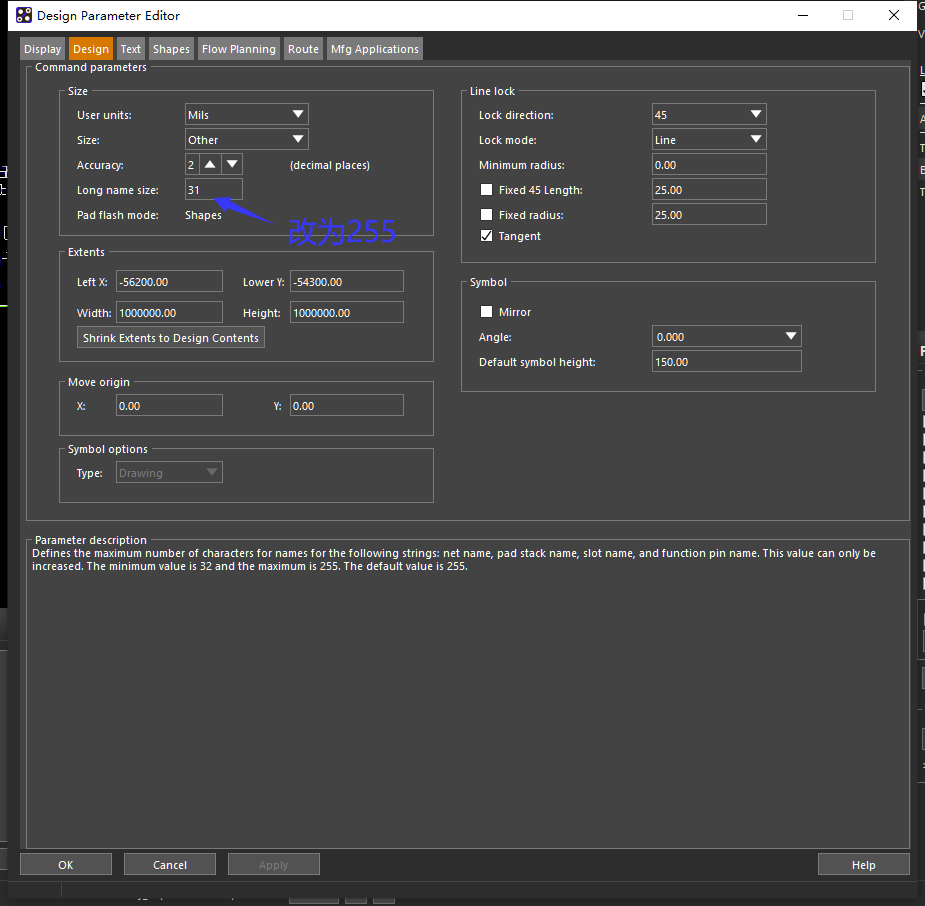 Design Parameter Editor
Display Design Text Shapes Flow Planning Route Mfg Applications
Command parameters
Size
User units: Mils
Size: Other
Accuracy: 2 (decimal places)
Long name size: 31
Pad flash mode: Shapes
改为255
Extents
Left X: -56200.00 Lower Y: -54300.00
Width: 1000000.00 Height: 1000000.00
Shrink Extents to Design Contents
Move origin
X: 0.00 Y: 0.00
Symbol options
Type: Drawing
Line lock
Lock direction: 45
Lock mode: Line
Minimum radius: 0.00
Fixed 45 Length: 25.00
Fixed radius: 25.00
Tangent
Symbol
Mirror
Angle: 0.000
Default symbol height: 150.00
Parameter description
Defines the maximum number of characters for names for the following strings: net name, pad stack name, slot name, and function pin name. This value can only be
increased. The minimum value is 32 and the maximum is 255. The default value is 255.
OK Cancel Apply Help